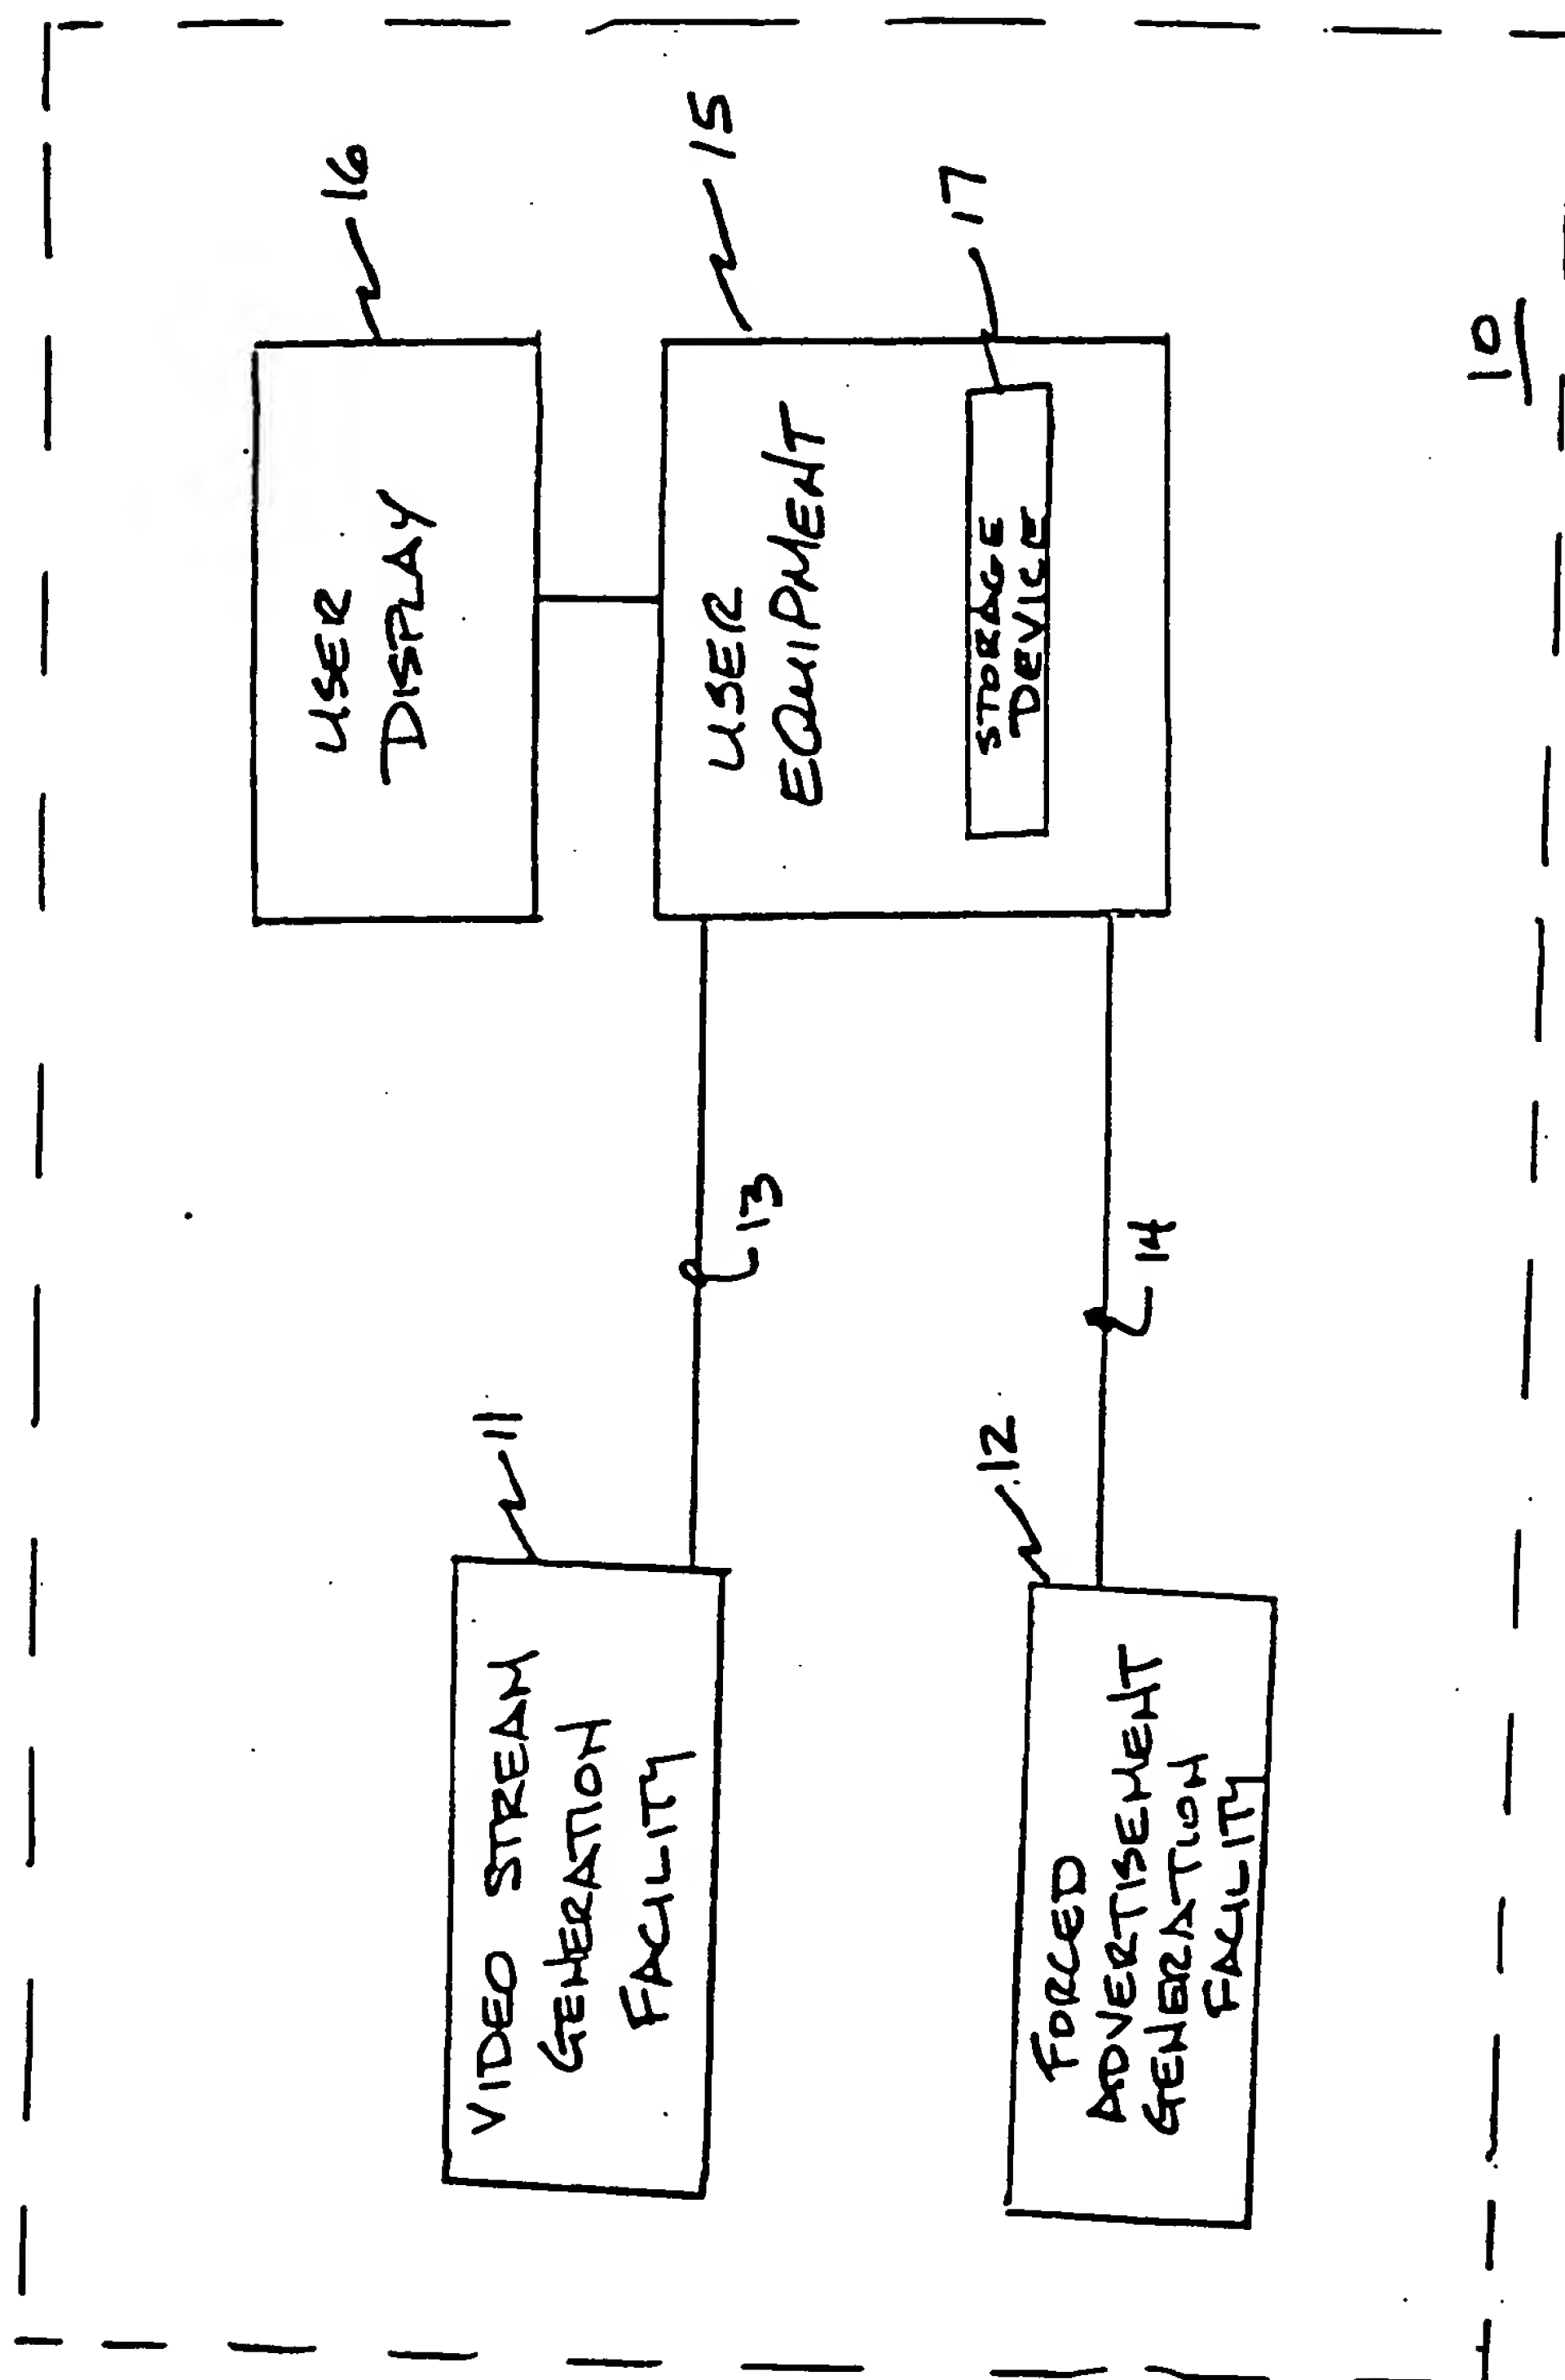 16
USER
DISPLAY
15
USER
EQUIPMENT
17
STORAGE
DEVICE
13
14
11
VIDEO STREAM
GENERATION
FACILITY
12
FORCED
ADVERTISEMENT
GENERATION
FACILITY
10